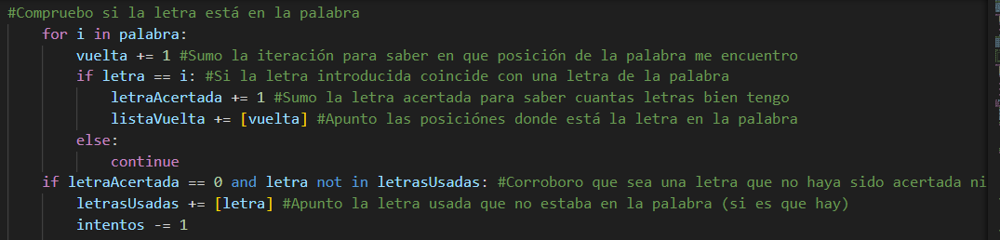 #Compruebo si la letra está en la palabra
for i in palabra:
vuelta += 1 #Sumo la iteración para saber en que posición de la palabra me encuentro
if letra == i: #Si la letra introducida coincide con una letra de la palabra
letraAcertada += 1 #Sumo la letra acertada para saber cuantas letras bien tengo
listaVuelta += [vuelta] #Apunto las posiciónes donde está la letra en la palabra
else:
continue
if letraAcertada == 0 and letra not in letrasUsadas: #Corroboro que sea una letra que no haya sido acertada ni
letrasUsadas += [letra] #Apunto la letra usada que no estaba en la palabra (si es que hay)
intentos -= 1